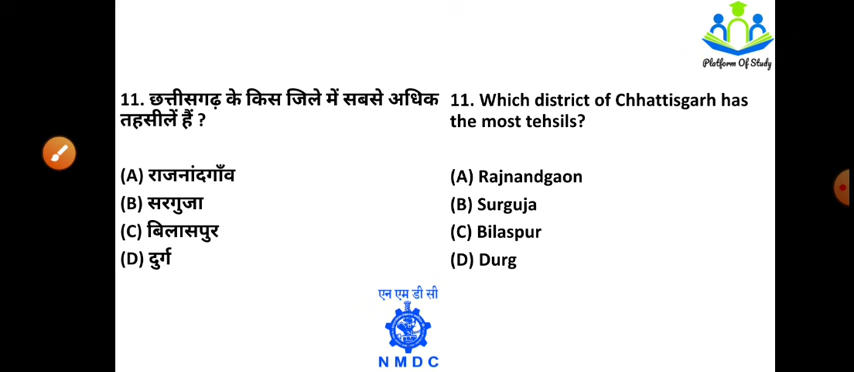 Platform Of Study
11. छत्तीसगढ़ के किस जिले में सबसे अधिक
तहसीलें हैं ?
(A) राजनांदगाँव
(B) सरगुजा
(C) बिलासपुर
(D) दुर्ग
11. Which district of Chhattisgarh has
the most tehsils?
(A) Rajnandgaon
(B) Surguja
(C) Bilaspur
(D) Durg
एन एम डी सी
NMDC